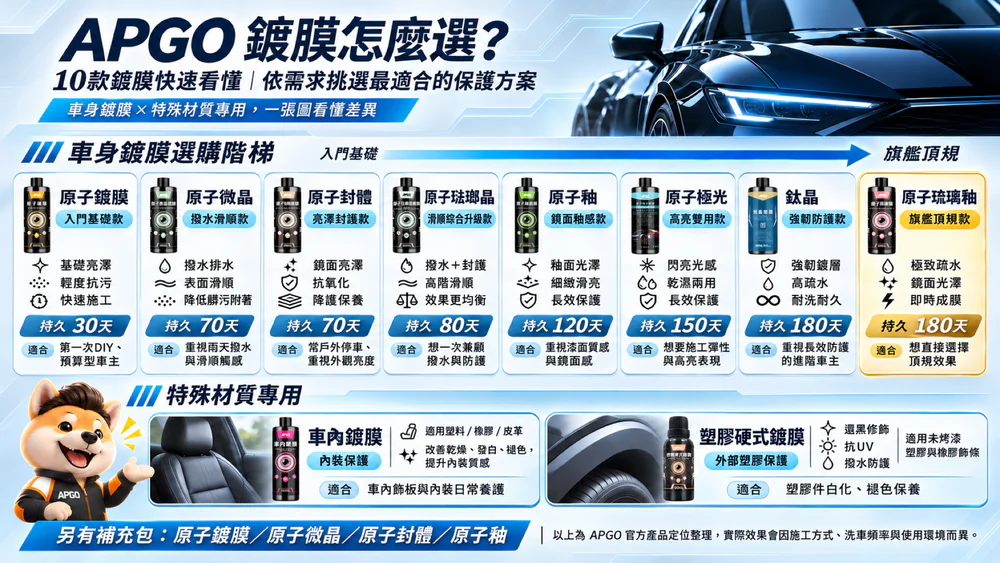 APGO 鍍膜怎麼選?
10款鍍膜快速看懂｜依需求挑選最適合的保護方案
車身鍍膜 × 特殊材質專用，一張圖看懂差異
車身鍍膜選購階梯
入門基礎
旗艦頂規
原子鍍膜
入門基礎款
基礎亮澤
輕度抗污
快速施工
持久 30天
適合 第一次DIY、
預算型車主
原子微晶
撥水滑順款
撥水排水
表面滑順
降低髒污附著
持久 70天
適合 重視雨天撥水
與滑順觸感
原子封體
亮澤封護款
鏡面亮澤
抗氧化
降護保養
持久 70天
適合 常戶外停車、
重視外觀亮度
原子琺瑯晶
滑順綜合升級款
撥水＋封護
高階滑順
效果更均衡
持久 80天
適合 想一次兼顧
撥水與防護
原子釉
鏡面釉感款
釉面光澤
細緻滑亮
長效保護
持久 120天
適合 重視漆面質感
與鏡面感
原子極光
高亮雙用款
閃亮光感
乾濕兩用
長效保護
持久 150天
適合 想要施工彈性
與高亮表現
鈦晶
強韌防護款
強韌鍍層
高疏水
耐洗耐久
持久 180天
適合 重視長效防護
的進階車主
原子琉璃釉
旗艦頂規款
極致疏水
鏡面光澤
即時成膜
持久 180天
適合 想直接選擇
頂規效果
特殊材質專用
APGO
車內鍍膜
內裝保護
適用塑料 / 橡膠 / 皮革
改善乾燥、發白、褪色，
提升內裝質感
適合 車內飾板與內裝日常養護
塑膠硬式鍍膜
外部塑膠保護
還黑修飾
抗UV
撥水防護
適用未烤漆
塑膠與橡膠飾條
適合 塑膠件白化、褪色保養
另有補充包：原子鍍膜／原子微晶／原子封體／原子釉
以上為 APGO 官方產品定位整理，實際效果會因施工方式、洗車頻率與使用環境而異。